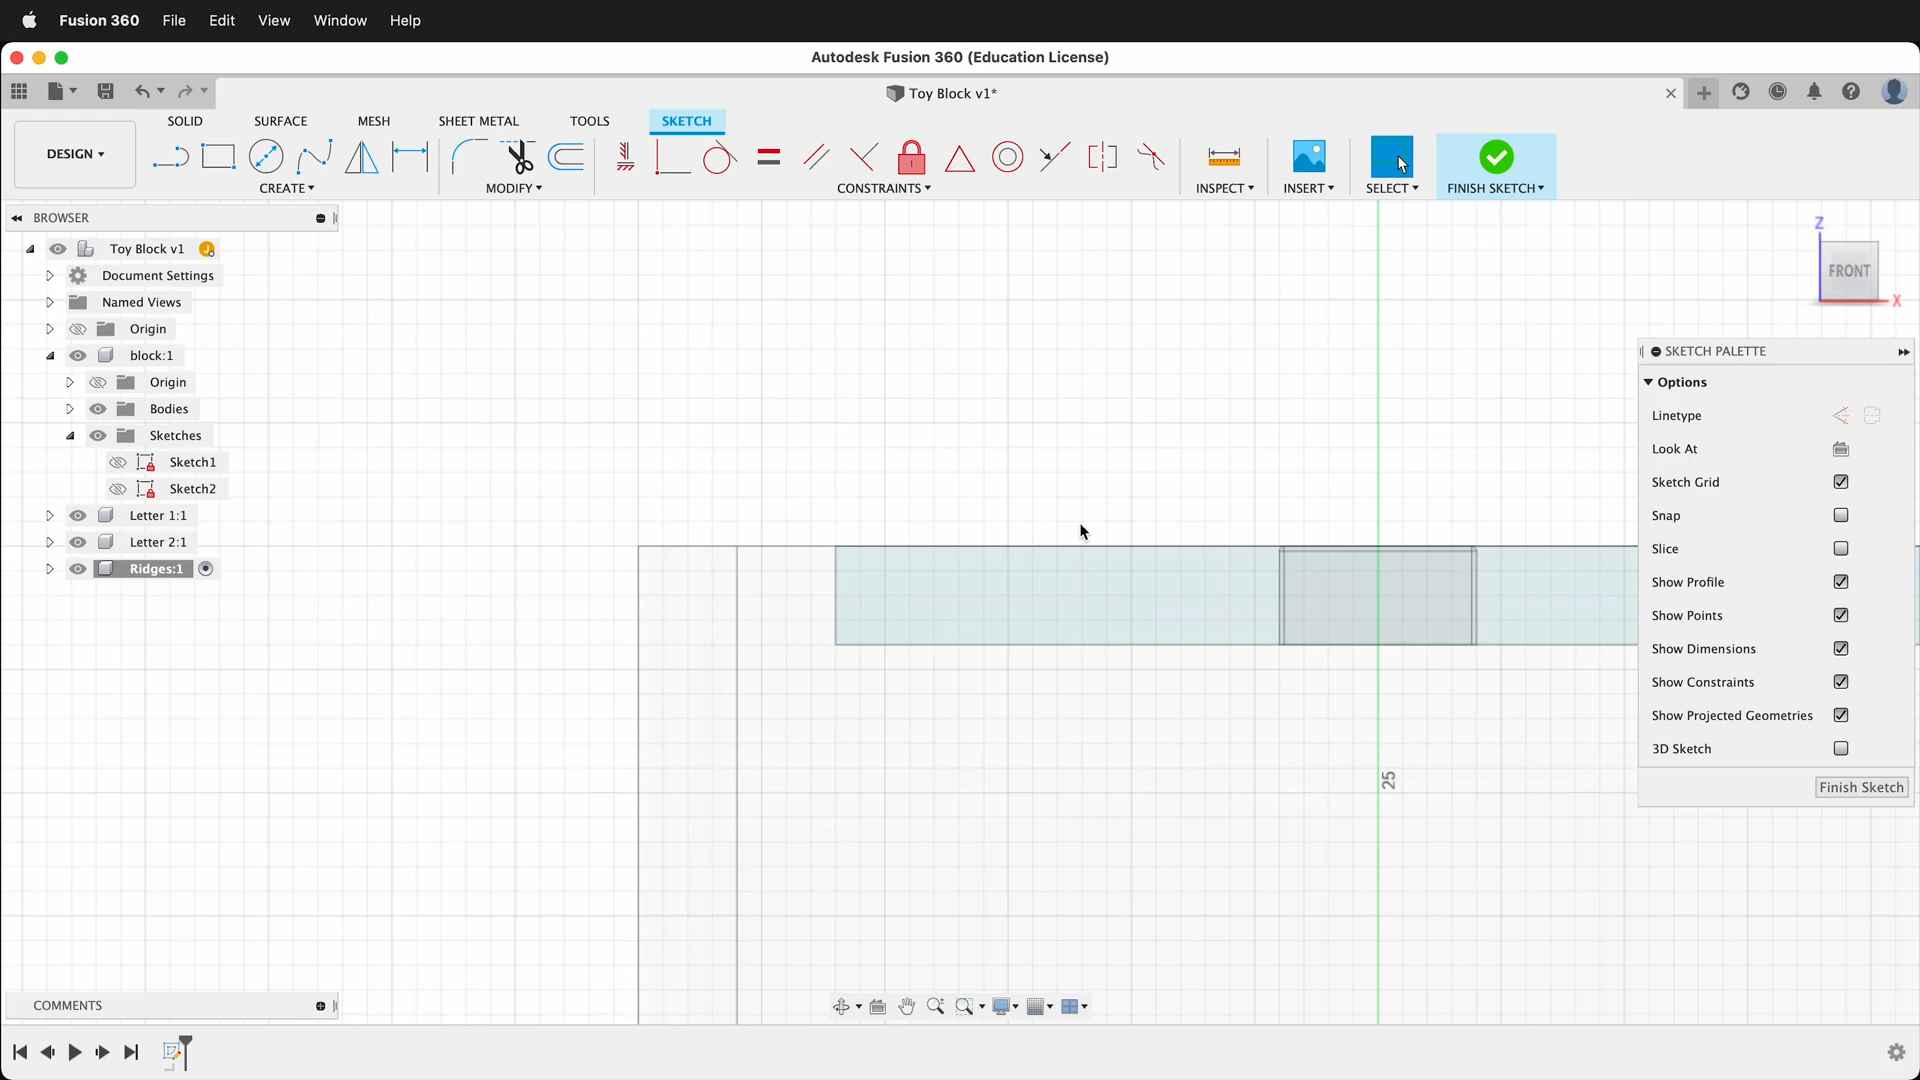 Fusion 360 File Edit View Window Help
Autodesk Fusion 360 (Education License)
Toy Block v1*
SOLID SURFACE MESH SHEET METAL TOOLS SKETCH
DESIGN
CREATE MODIFY CONSTRAINTS INSPECT INSERT SELECT FINISH SKETCH
BROWSER
Toy Block v1
Document Settings
Named Views
Origin
block:1
Origin
Bodies
Sketches
Sketch1
Sketch2
Letter 1:1
Letter 2:1
Ridges:1
Z
FRONT
X
SKETCH PALETTE
Options
Linetype
Look At
Sketch Grid
Snap
Slice
Show Profile
Show Points
Show Dimensions
Show Constraints
Show Projected Geometries
3D Sketch
Finish Sketch
25
COMMENTS